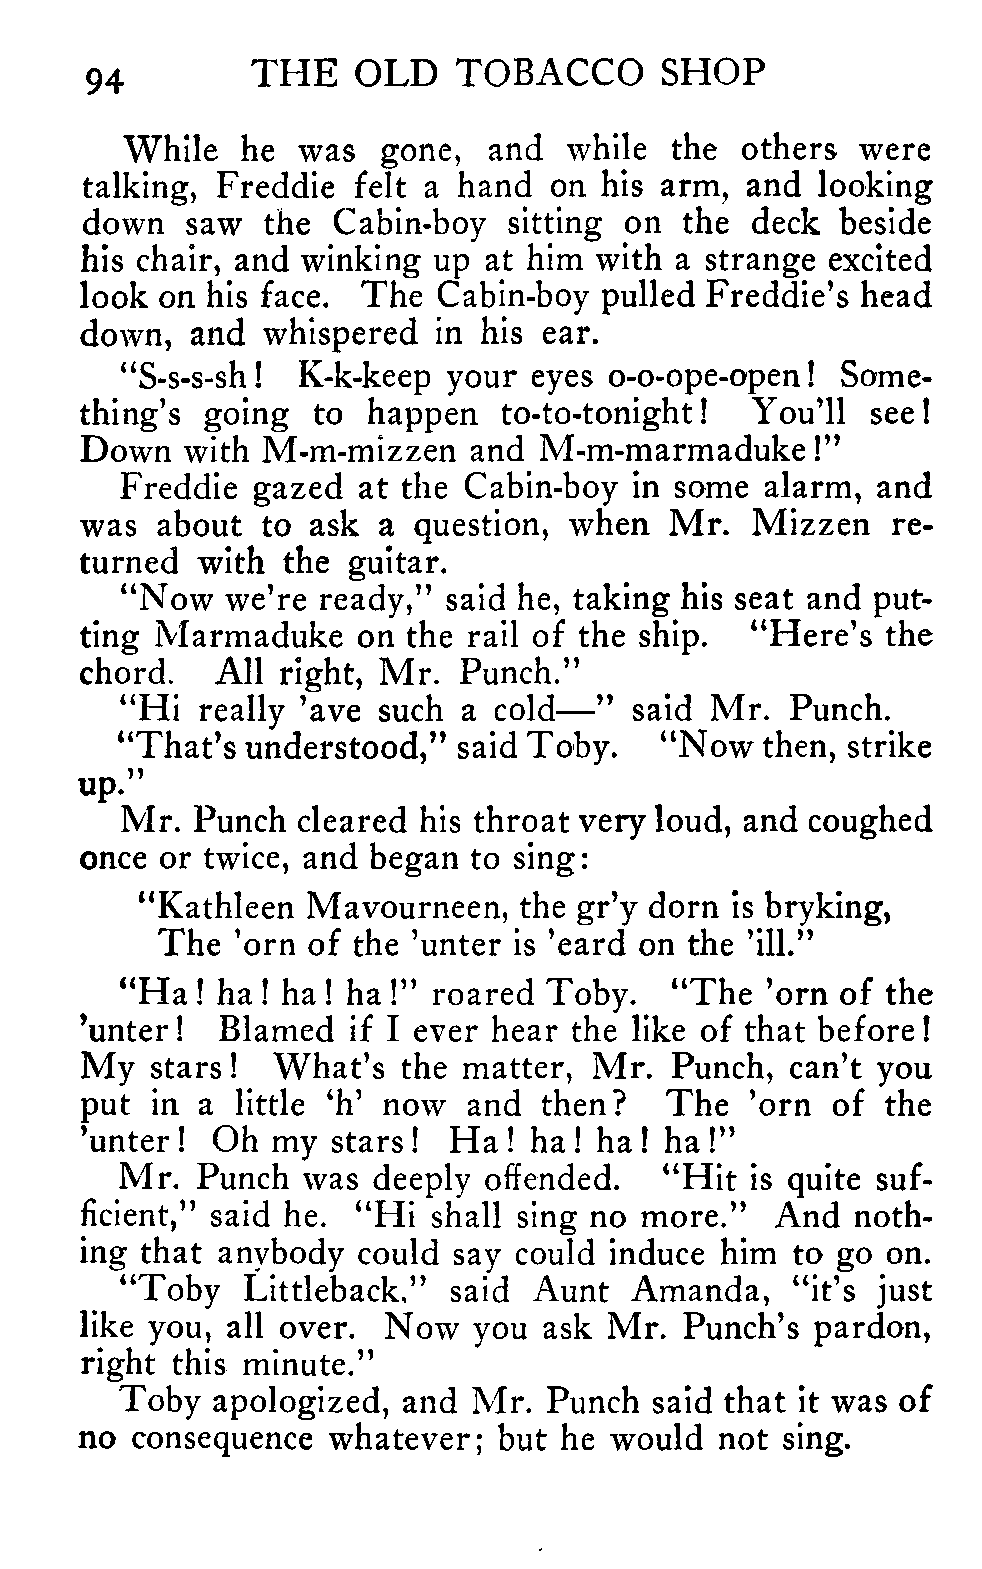 94 THE OLD TOBACCO SHOP
While he was gone, and while the others were
talking, Freddie felt a hand on his arm, and looking
down saw the Cabin-boy sitting on the deck beside
his chair, and winking up at him with a strange excited
look on his face. The Cabin-boy pulled Freddie's head
down, and whispered in his ear.
“S-s-s-sh! K-k-keep your eyes o-o-ope-open! Some-
thing's going to happen to-to-tonight! You'll see!
Down with M-m-mizzen and M-m-marmaduke!”
Freddie gazed at the Cabin-boy in some alarm, and
was about to ask a question, when Mr. Mizzen re-
turned with the guitar.
“Now we're ready,” said he, taking his seat and put-
ting Marmaduke on the rail of the ship. “Here's the
chord. All right, Mr. Punch.”
“Hi really 'ave such a cold—” said Mr. Punch.
“That's understood,” said Toby. “Now then, strike
up.”
Mr. Punch cleared his throat very loud, and coughed
once or twice, and began to sing:
“Kathleen Mavourneen, the gr'y dorn is bryking,
The 'orn of the 'unter is 'eard on the 'ill.”
“Ha! ha! ha! ha!” roared Toby. “The 'orn of the
'unter! Blamed if I ever hear the like of that before!
My stars! What's the matter, Mr. Punch, can't you
put in a little ‘h’ now and then? The 'orn of the
'unter! Oh my stars! Ha! ha! ha! ha!”
Mr. Punch was deeply offended. “Hit is quite suf-
ficient,” said he. “Hi shall sing no more.” And noth-
ing that anybody could say could induce him to go on.
“Toby Littleback,” said Aunt Amanda, “it's just
like you, all over. Now you ask Mr. Punch's pardon,
right this minute.”
Toby apologized, and Mr. Punch said that it was of
no consequence whatever; but he would not sing.